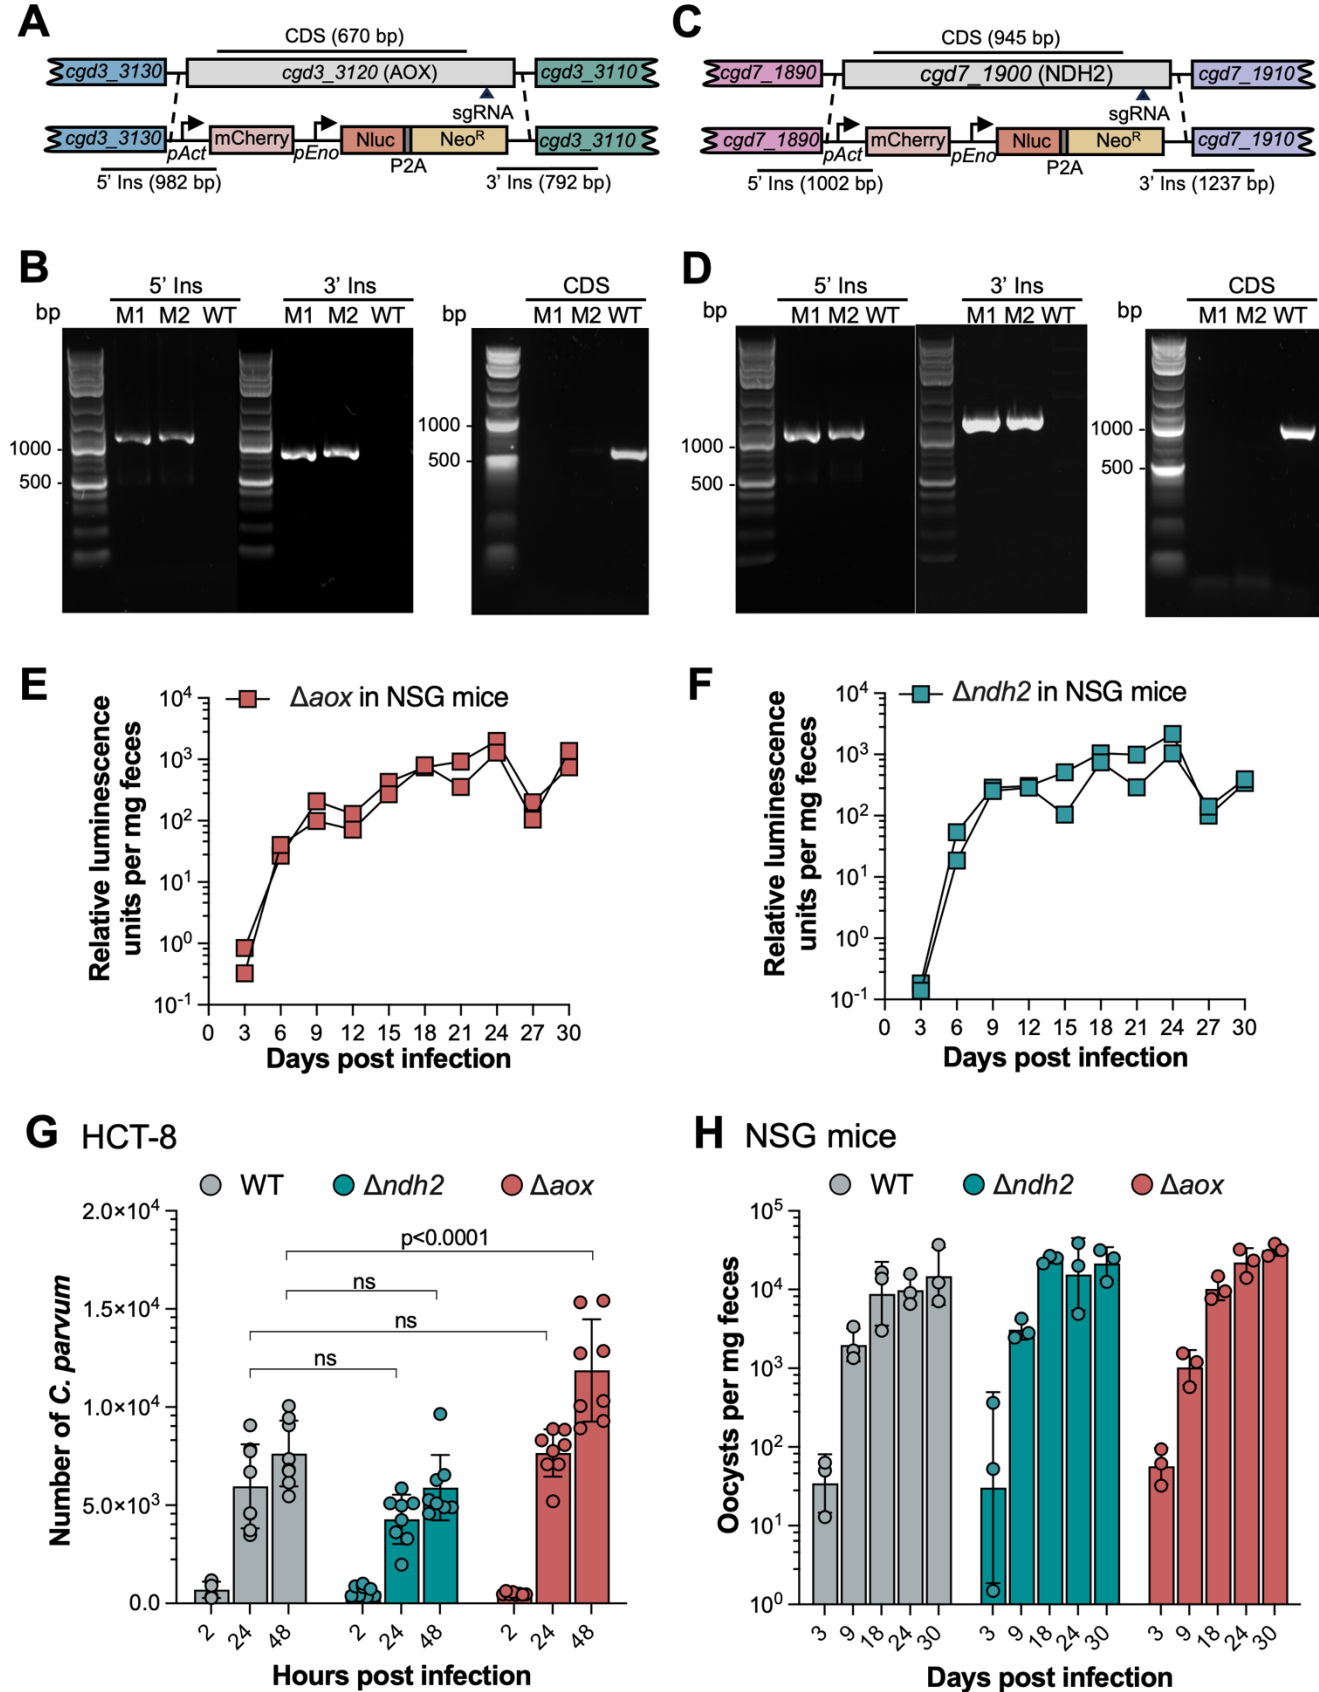 A
CDS (670 bp)
cgd3_3130 cgd3_3120 (AOX) cgd3_3110
sgRNA
cgd3_3130 mCherry Nluc Neo^R cgd3_3110
pAct pEno P2A
5' Ins (982 bp) 3' Ins (792 bp)
C
CDS (945 bp)
cgd7_1890 cgd7_1900 (NDH2) cgd7_1910
sgRNA
cgd7_1890 mCherry Nluc Neo^R cgd7_1910
pAct pEno P2A
5' Ins (1002 bp) 3' Ins (1237 bp)
B
5' Ins 3' Ins CDS
bp M1 M2 WT M1 M2 WT bp M1 M2 WT
1000 1000
500 500
D
5' Ins 3' Ins CDS
bp M1 M2 WT M1 M2 WT bp M1 M2 WT
1000 1000
500 500
E
Δaox in NSG mice
Relative luminescence
units per mg feces
10^4
10^3
10^2
10^1
10^0
10^-1
0 3 6 9 12 15 18 21 24 27 30
Days post infection
F
Δndh2 in NSG mice
Relative luminescence
units per mg feces
10^4
10^3
10^2
10^1
10^0
10^-1
0 3 6 9 12 15 18 21 24 27 30
Days post infection
G HCT-8
WT Δndh2 Δaox
Number of C. parvum
2.0×10^4
1.5×10^4
1.0×10^4
5.0×10^3
0.0
p<0.0001
ns
ns
ns
2 24 48 2 24 48 2 24 48
Hours post infection
H NSG mice
WT Δndh2 Δaox
Oocysts per mg feces
10^5
10^4
10^3
10^2
10^1
10^0
3 9 18 24 30 3 9 18 24 30 3 9 18 24 30
Days post infection